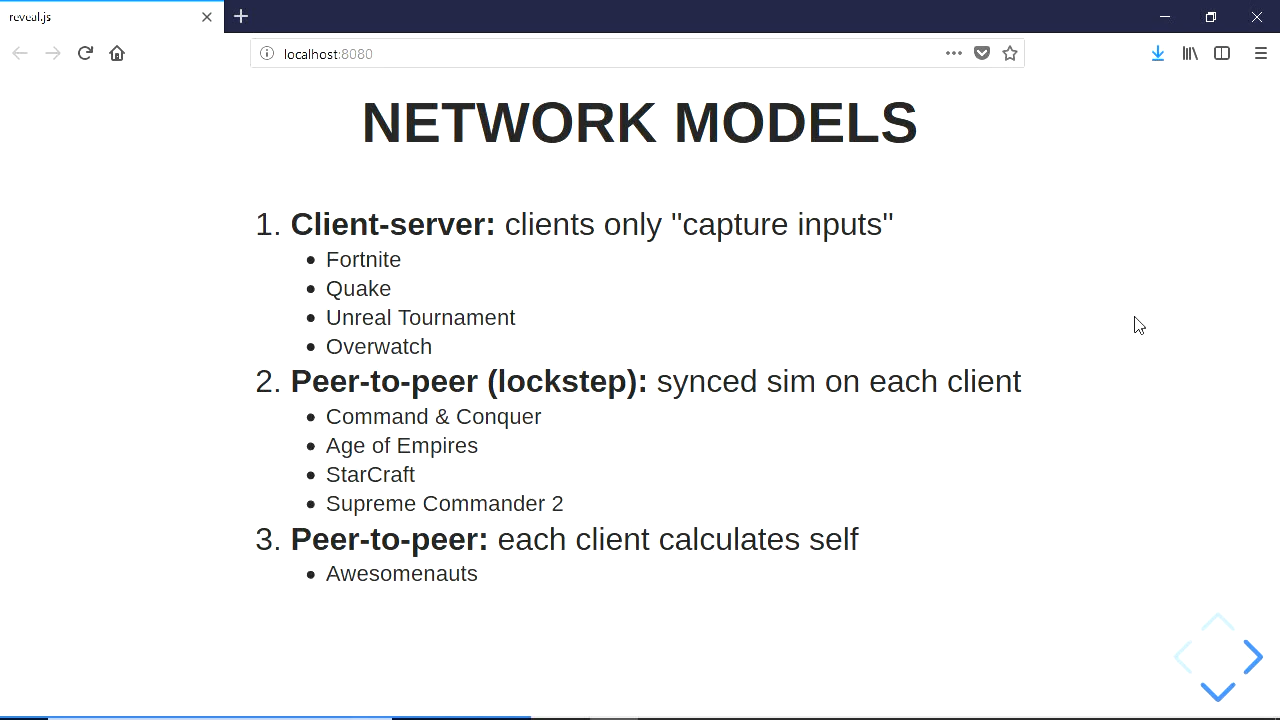 reveal.js
localhost:8080
NETWORK MODELS
1. Client-server: clients only "capture inputs"
• Fortnite
• Quake
• Unreal Tournament
• Overwatch
2. Peer-to-peer (lockstep): synced sim on each client
• Command & Conquer
• Age of Empires
• StarCraft
• Supreme Commander 2
3. Peer-to-peer: each client calculates self
• Awesomenauts